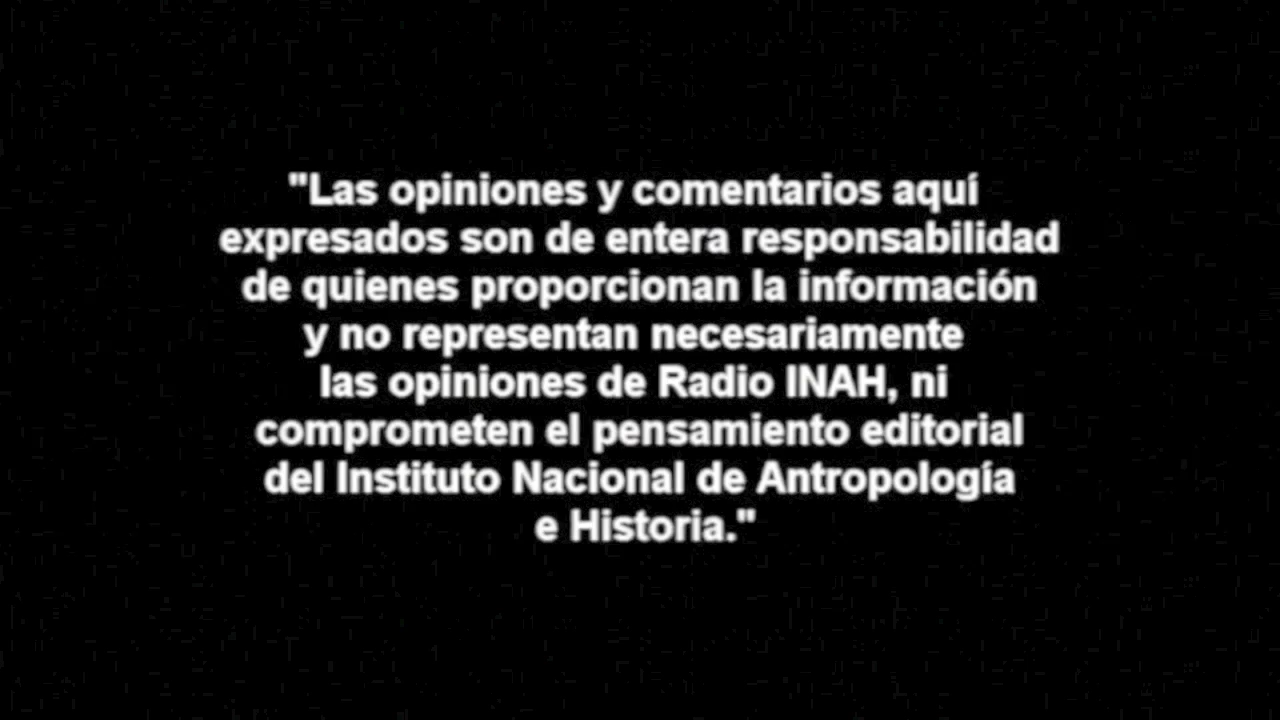 "Las opiniones y comentarios aquí
expresados son de entera responsabilidad
de quienes proporcionan la información
y no representan necesariamente
las opiniones de Radio INAH, ni
comprometen el pensamiento editorial
del Instituto Nacional de Antropología
e Historia."